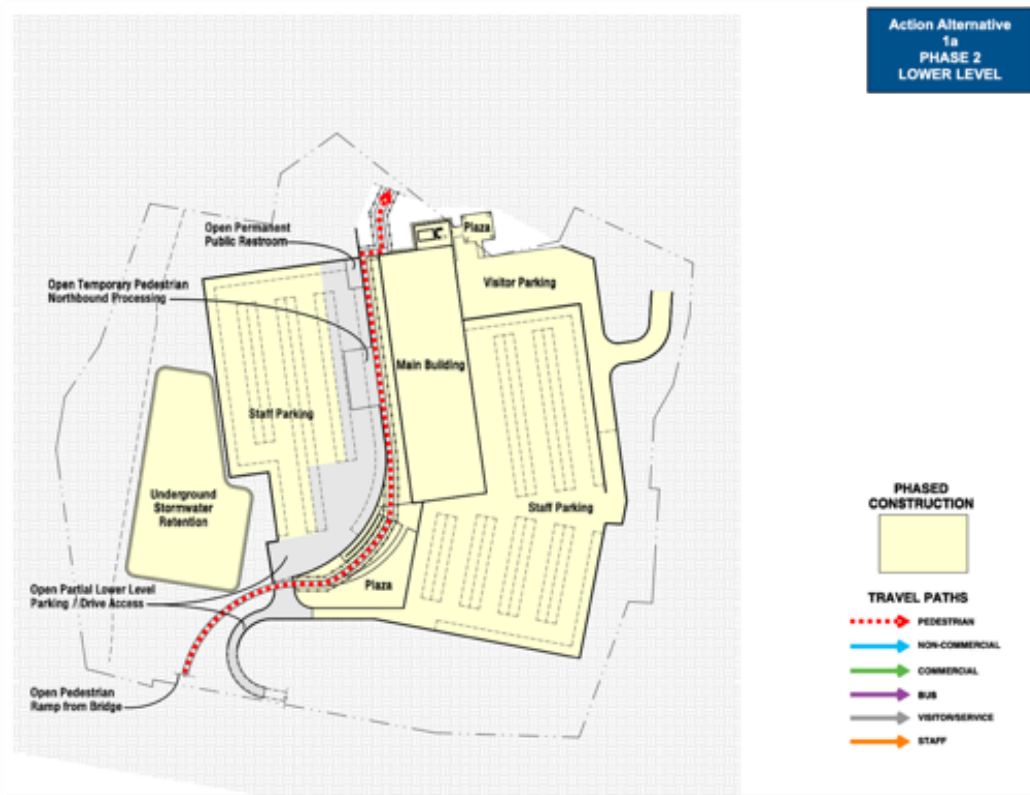 Action Alternative
1a
PHASE 2
LOWER LEVEL
Open Permanent
Public Restroom
Plaza
Open Temporary Pedestrian
Northbound Processing
Visitor Parking
Main Building
Staff Parking
Underground
Stormwater
Retention
Staff Parking
Open Partial Lower Level
Parking / Drive Access
Plaza
Open Pedestrian
Ramp from Bridge
PHASED
CONSTRUCTION
TRAVEL PATHS
PEDESTRIAN
NON-COMMERCIAL
COMMERCIAL
BUS
VISITOR/SERVICE
STAFF